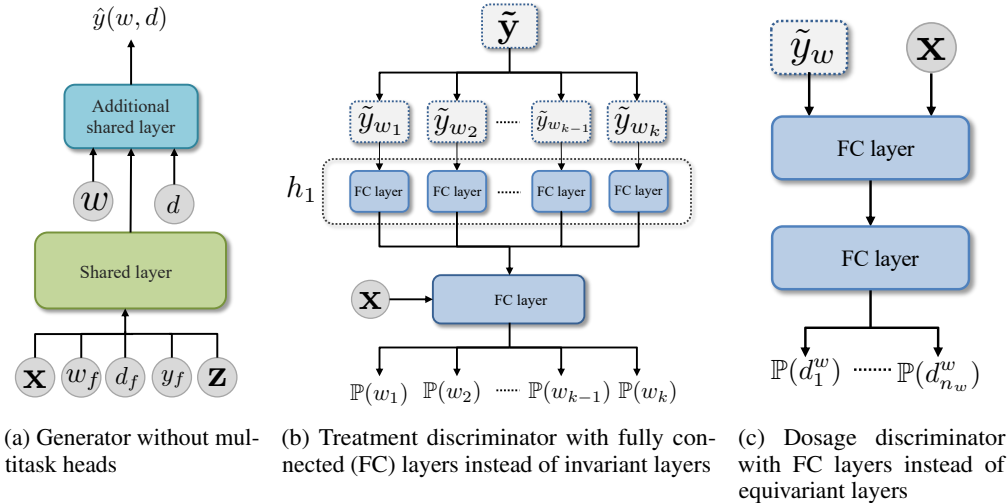 ŷ(w, d)
Additional
shared layer
w
d
Shared layer
x w_f d_f y_f z
(a) Generator without mul-
titask heads
ỹ
ỹ_{w_1} ỹ_{w_2} ...... ỹ_{w_{k-1}} ỹ_{w_k}
h_1
FC layer FC layer ...... FC layer FC layer
x
FC layer
ℙ(w_1) ℙ(w_2) ...... ℙ(w_{k-1}) ℙ(w_k)
(b) Treatment discriminator with fully con-
nected (FC) layers instead of invariant layers
ỹ_w
x
FC layer
FC layer
ℙ(d_1^w) ........ ℙ(d_{n_w}^w)
(c) Dosage discriminator
with FC layers instead of
equivariant layers